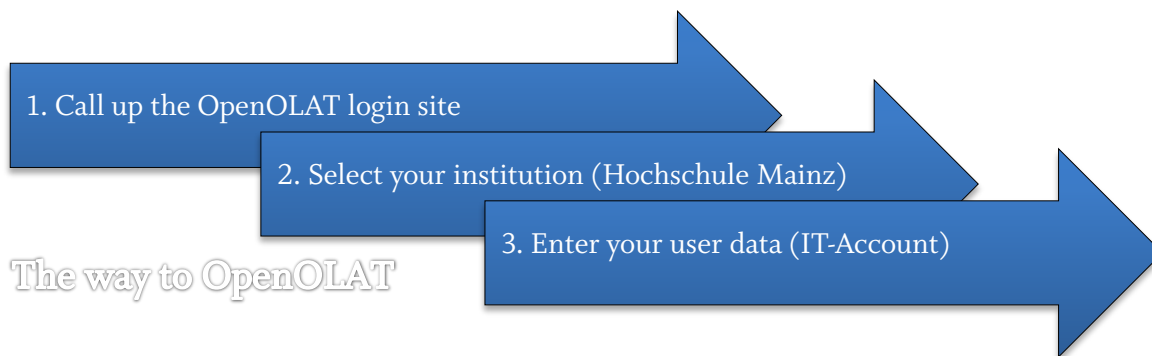 1. Call up the OpenOLAT login site
2. Select your institution (Hochschule Mainz)
3. Enter your user data (IT-Account)
The way to OpenOLAT